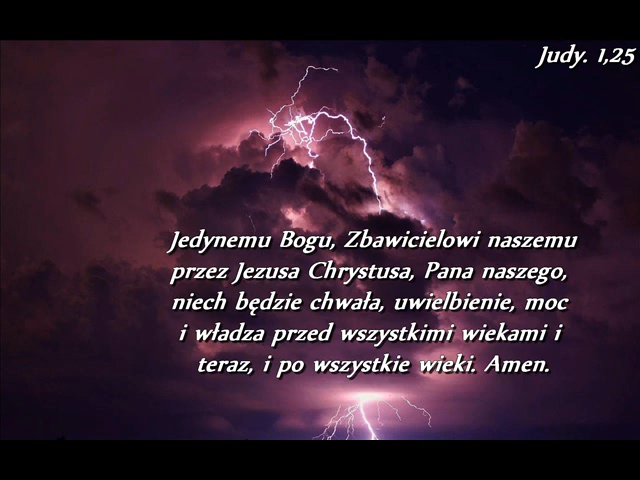 Judy. 1,25
Jedynemu Bogu, Zbawicielowi naszemu
przez Jezusa Chrystusa, Pana naszego,
niech będzie chwała, uwielbienie, moc
i władza przed wszystkimi wiekami i
teraz, i po wszystkie wieki. Amen.